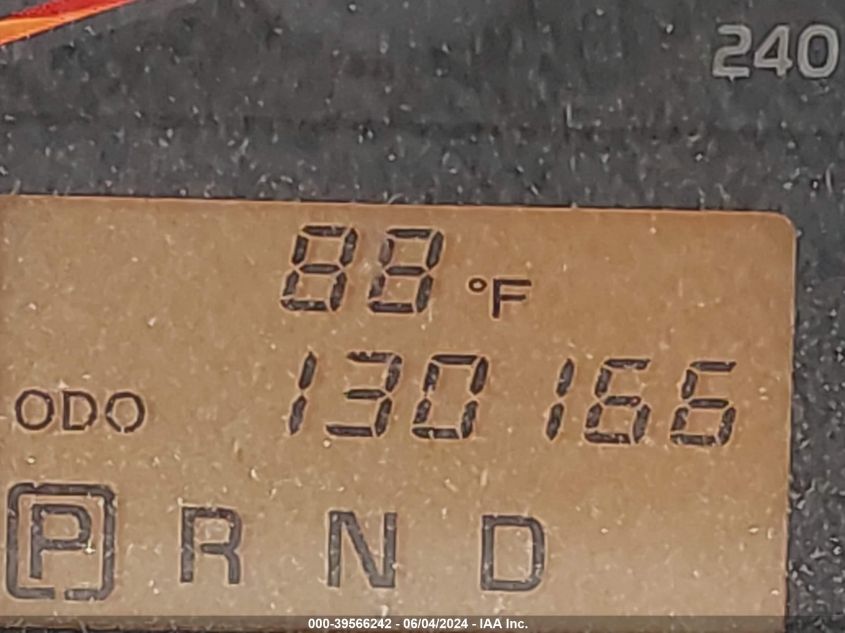 240
88 °F
ODO 130166
P R N D
000-39566242 - 06/04/2024 - IAA Inc.